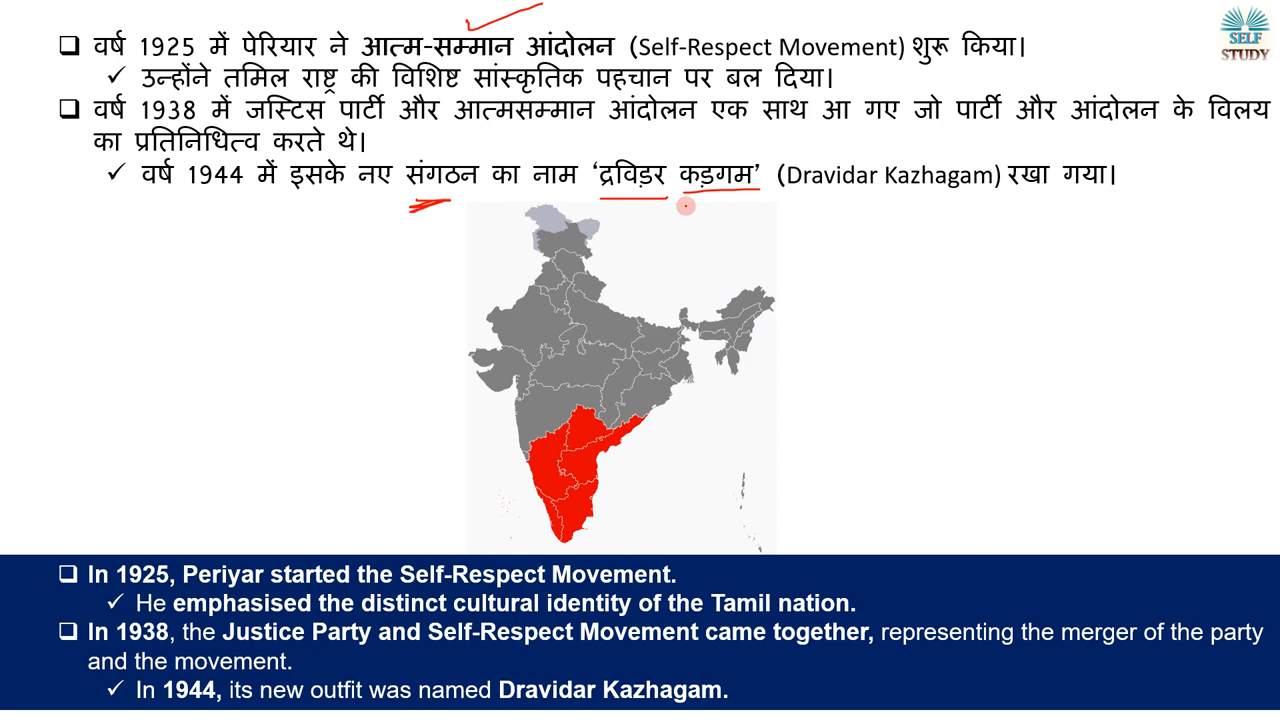 SELF
STUDY
❑ वर्ष 1925 में पेरियार ने आत्म-सम्मान आंदोलन (Self-Respect Movement) शुरू किया।
✓ उन्होंने तमिल राष्ट्र की विशिष्ट सांस्कृतिक पहचान पर बल दिया।
❑ वर्ष 1938 में जस्टिस पार्टी और आत्मसम्मान आंदोलन एक साथ आ गए जो पार्टी और आंदोलन के विलय
का प्रतिनिधित्व करते थे।
✓ वर्ष 1944 में इसके नए संगठन का नाम ‘द्रविड़र कड़गम’ (Dravidar Kazhagam) रखा गया।
❑ In 1925, Periyar started the Self-Respect Movement.
✓ He emphasised the distinct cultural identity of the Tamil nation.
❑ In 1938, the Justice Party and Self-Respect Movement came together, representing the merger of the party
and the movement.
✓ In 1944, its new outfit was named Dravidar Kazhagam.